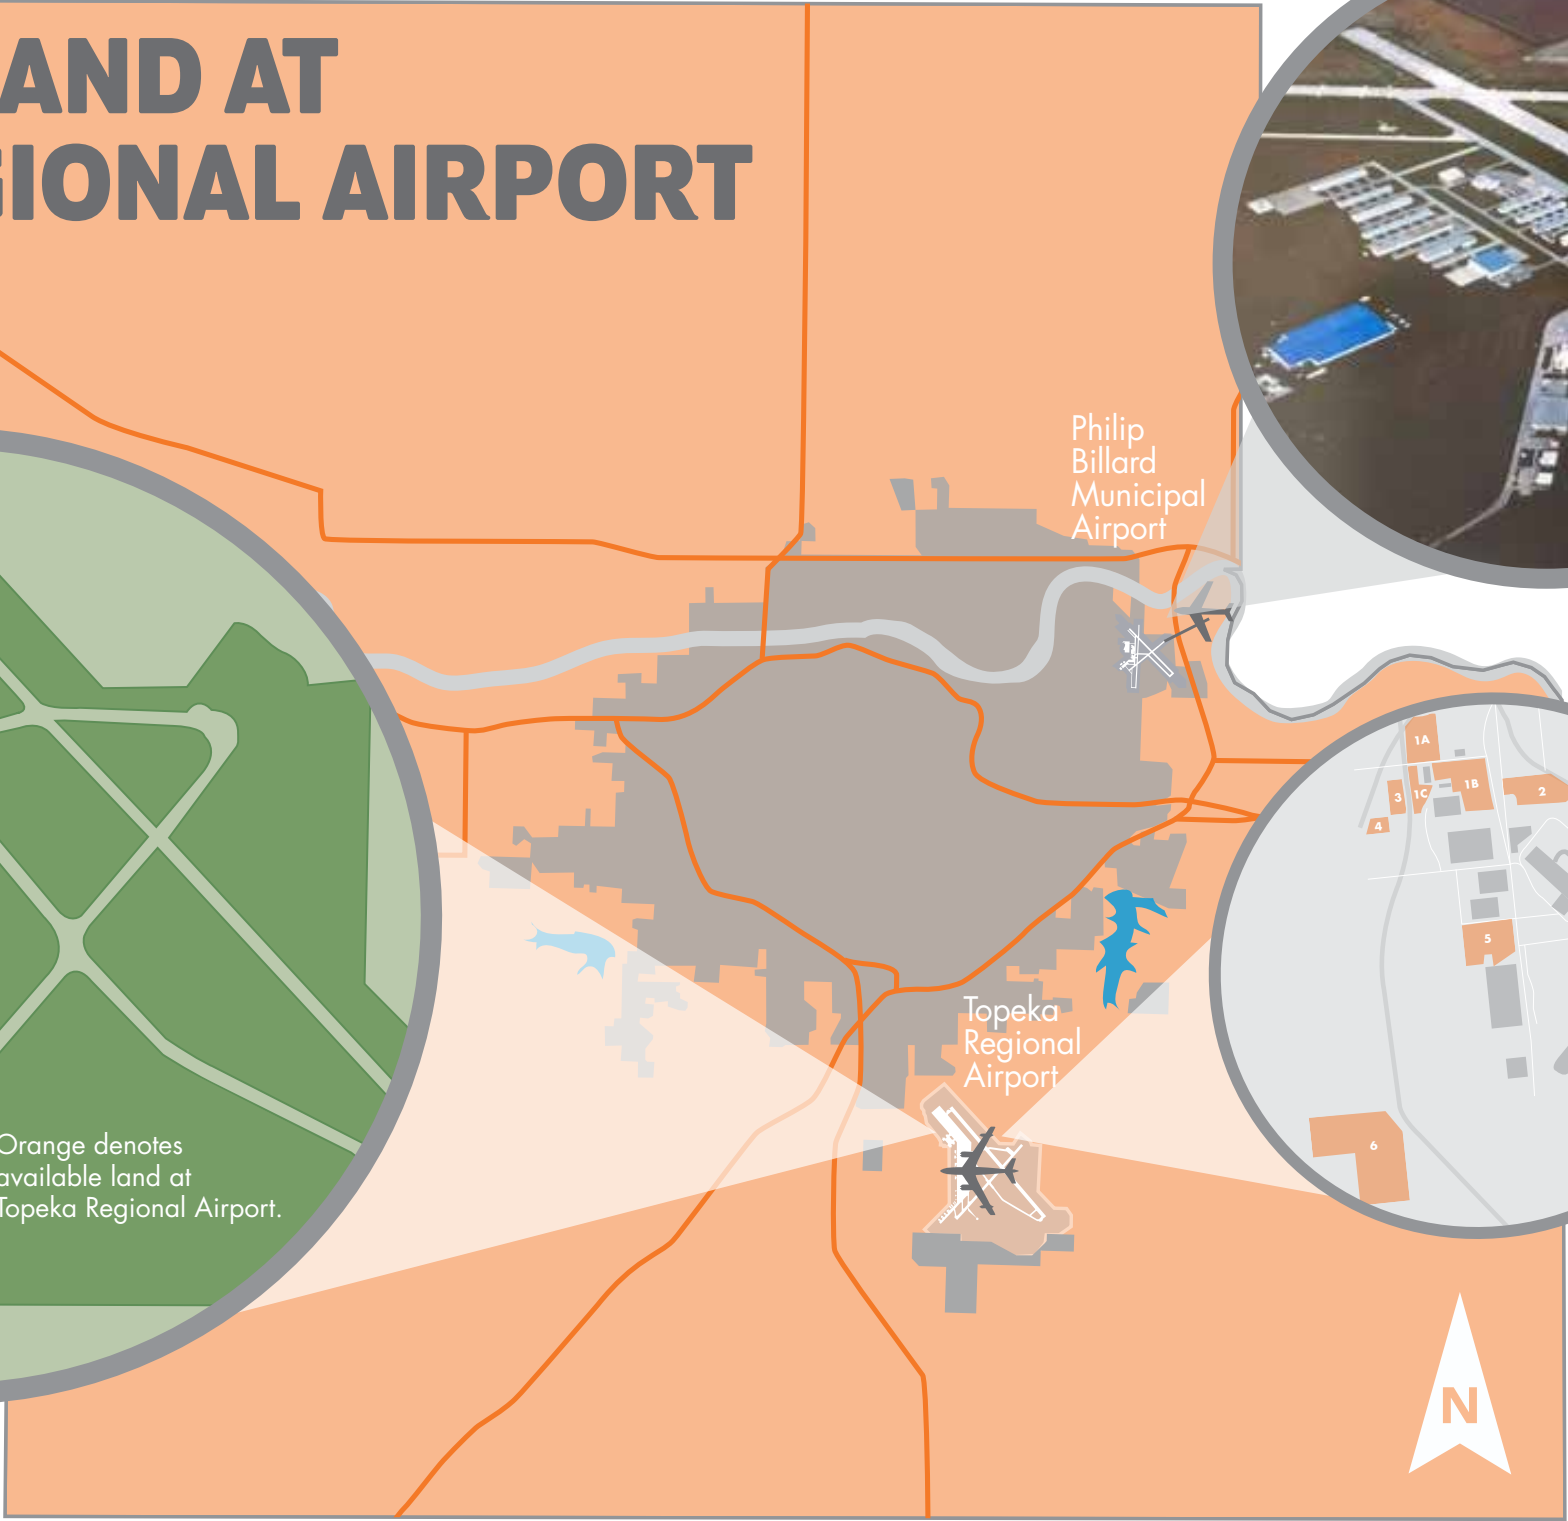 AND AT
GIONAL AIRPORT
Philip
Billard
Municipal
Airport
1A
1B
1C
2
3
4
5
6
Topeka
Regional
Airport
Orange denotes
available land at
Topeka Regional Airport.
N